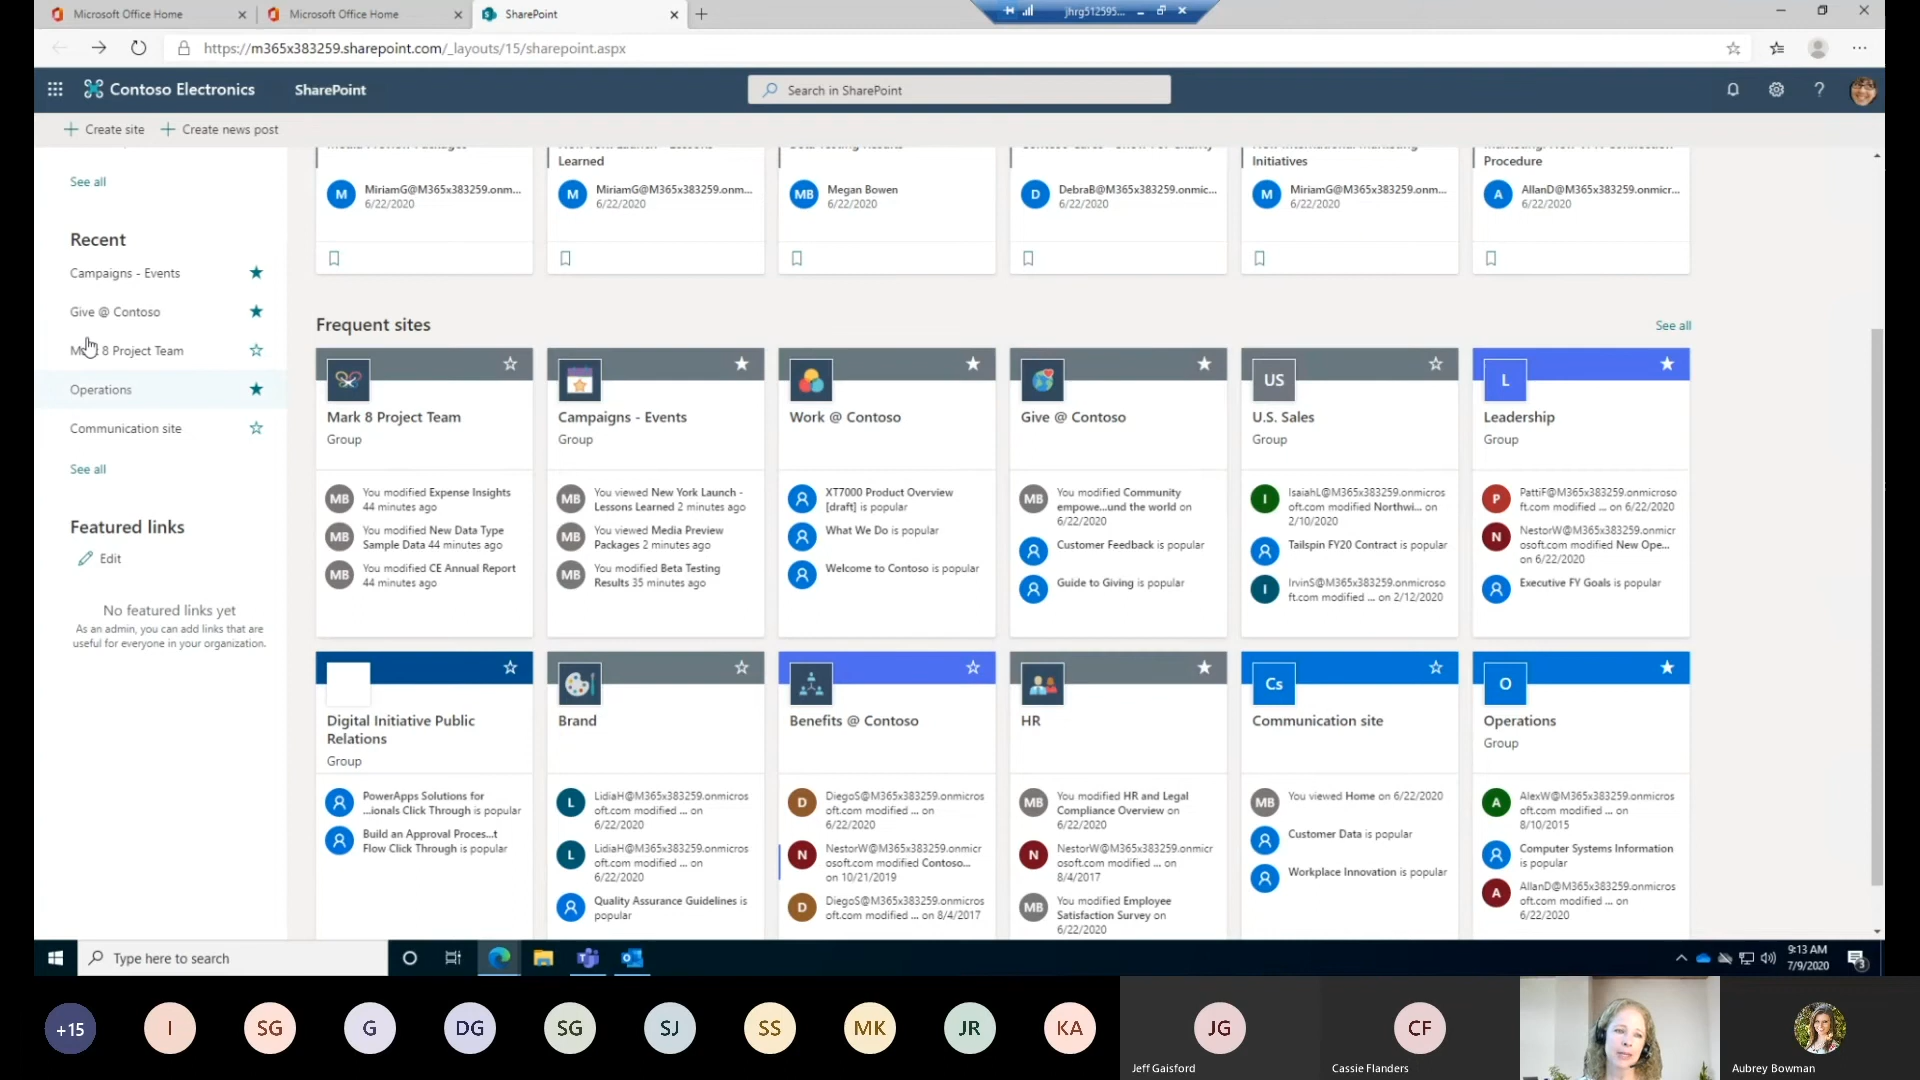 Microsoft Office Home
Microsoft Office Home
SharePoint
jhrg512595...
https://m365x383259.sharepoint.com/_layouts/15/sharepoint.aspx
Contoso Electronics
SharePoint
Search in SharePoint
Create site
Create news post
See all
Recent
Campaigns - Events
Give @ Contoso
8 Project Team
Operations
Communication site
See all
Featured links
Edit
No featured links yet
As an admin, you can add links that are
useful for everyone in your organization.
M
MiriamG@M365x383259.onm...
6/22/2020
Learned
M
MiriamG@M365x383259.onm...
6/22/2020
MB
Megan Bowen
6/22/2020
D
DebraB@M365x383259.onmic...
6/22/2020
Initiatives
M
MiriamG@M365x383259.onm...
6/22/2020
Procedure
A
AllanD@M365x383259.onmicr...
6/22/2020
Frequent sites
See all
Mark 8 Project Team
Group
MB
You modified Expense Insights
44 minutes ago
MB
You modified New Data Type
Sample Data 44 minutes ago
MB
You modified CE Annual Report
44 minutes ago
Campaigns - Events
Group
MB
You viewed New York Launch -
Lessons Learned 2 minutes ago
MB
You viewed Media Preview
Packages 2 minutes ago
MB
You modified Beta Testing
Results 35 minutes ago
Work @ Contoso
XT7000 Product Overview
[draft] is popular
What We Do is popular
Welcome to Contoso is popular
Give @ Contoso
MB
You modified Community
empowe...und the world on
6/22/2020
Customer Feedback is popular
Guide to Giving is popular
US
U.S. Sales
Group
I
IsaiahL@M365x383259.onmicros
oft.com modified Northwi... on
2/10/2020
Tailspin FY20 Contract is popular
I
IrvinS@M365x383259.onmicroso
ft.com modified ... on 2/12/2020
L
Leadership
Group
P
PattiF@M365x383259.onmicroso
ft.com modified ... on 6/22/2020
N
NestorW@M365x383259.onmicr
osoft.com modified New Ope...
on 6/22/2020
Executive FY Goals is popular
Digital Initiative Public
Relations
Group
PowerApps Solutions for
...ionals Click Through is popular
Build an Approval Proces...t
Flow Click Through is popular
Brand
L
LidiaH@M365x383259.onmicros
oft.com modified ... on
6/22/2020
L
LidiaH@M365x383259.onmicros
oft.com modified ... on
6/22/2020
Quality Assurance Guidelines is
popular
Benefits @ Contoso
D
DiegoS@M365x383259.onmicros
oft.com modified ... on
6/22/2020
N
NestorW@M365x383259.onmicr
osoft.com modified Contoso...
on 10/21/2019
D
DiegoS@M365x383259.onmicros
oft.com modified ... on 8/4/2017
HR
MB
You modified HR and Legal
Compliance Overview on
6/22/2020
N
NestorW@M365x383259.onmicr
osoft.com modified ... on
8/4/2017
MB
You modified Employee
Satisfaction Survey on
6/22/2020
Cs
Communication site
MB
You viewed Home on 6/22/2020
Customer Data is popular
Workplace Innovation is popular
O
Operations
Group
A
AlexW@M365x383259.onmicros
oft.com modified ... on
8/10/2015
Computer Systems Information
is popular
A
AllanD@M365x383259.onmicros
oft.com modified ... on
6/22/2020
Type here to search
9:13 AM
7/9/2020
3
+15
I
SG
G
DG
SG
SJ
SS
MK
JR
KA
JG
Jeff Gaisford
CF
Cassie Flanders
Aubrey Bowman